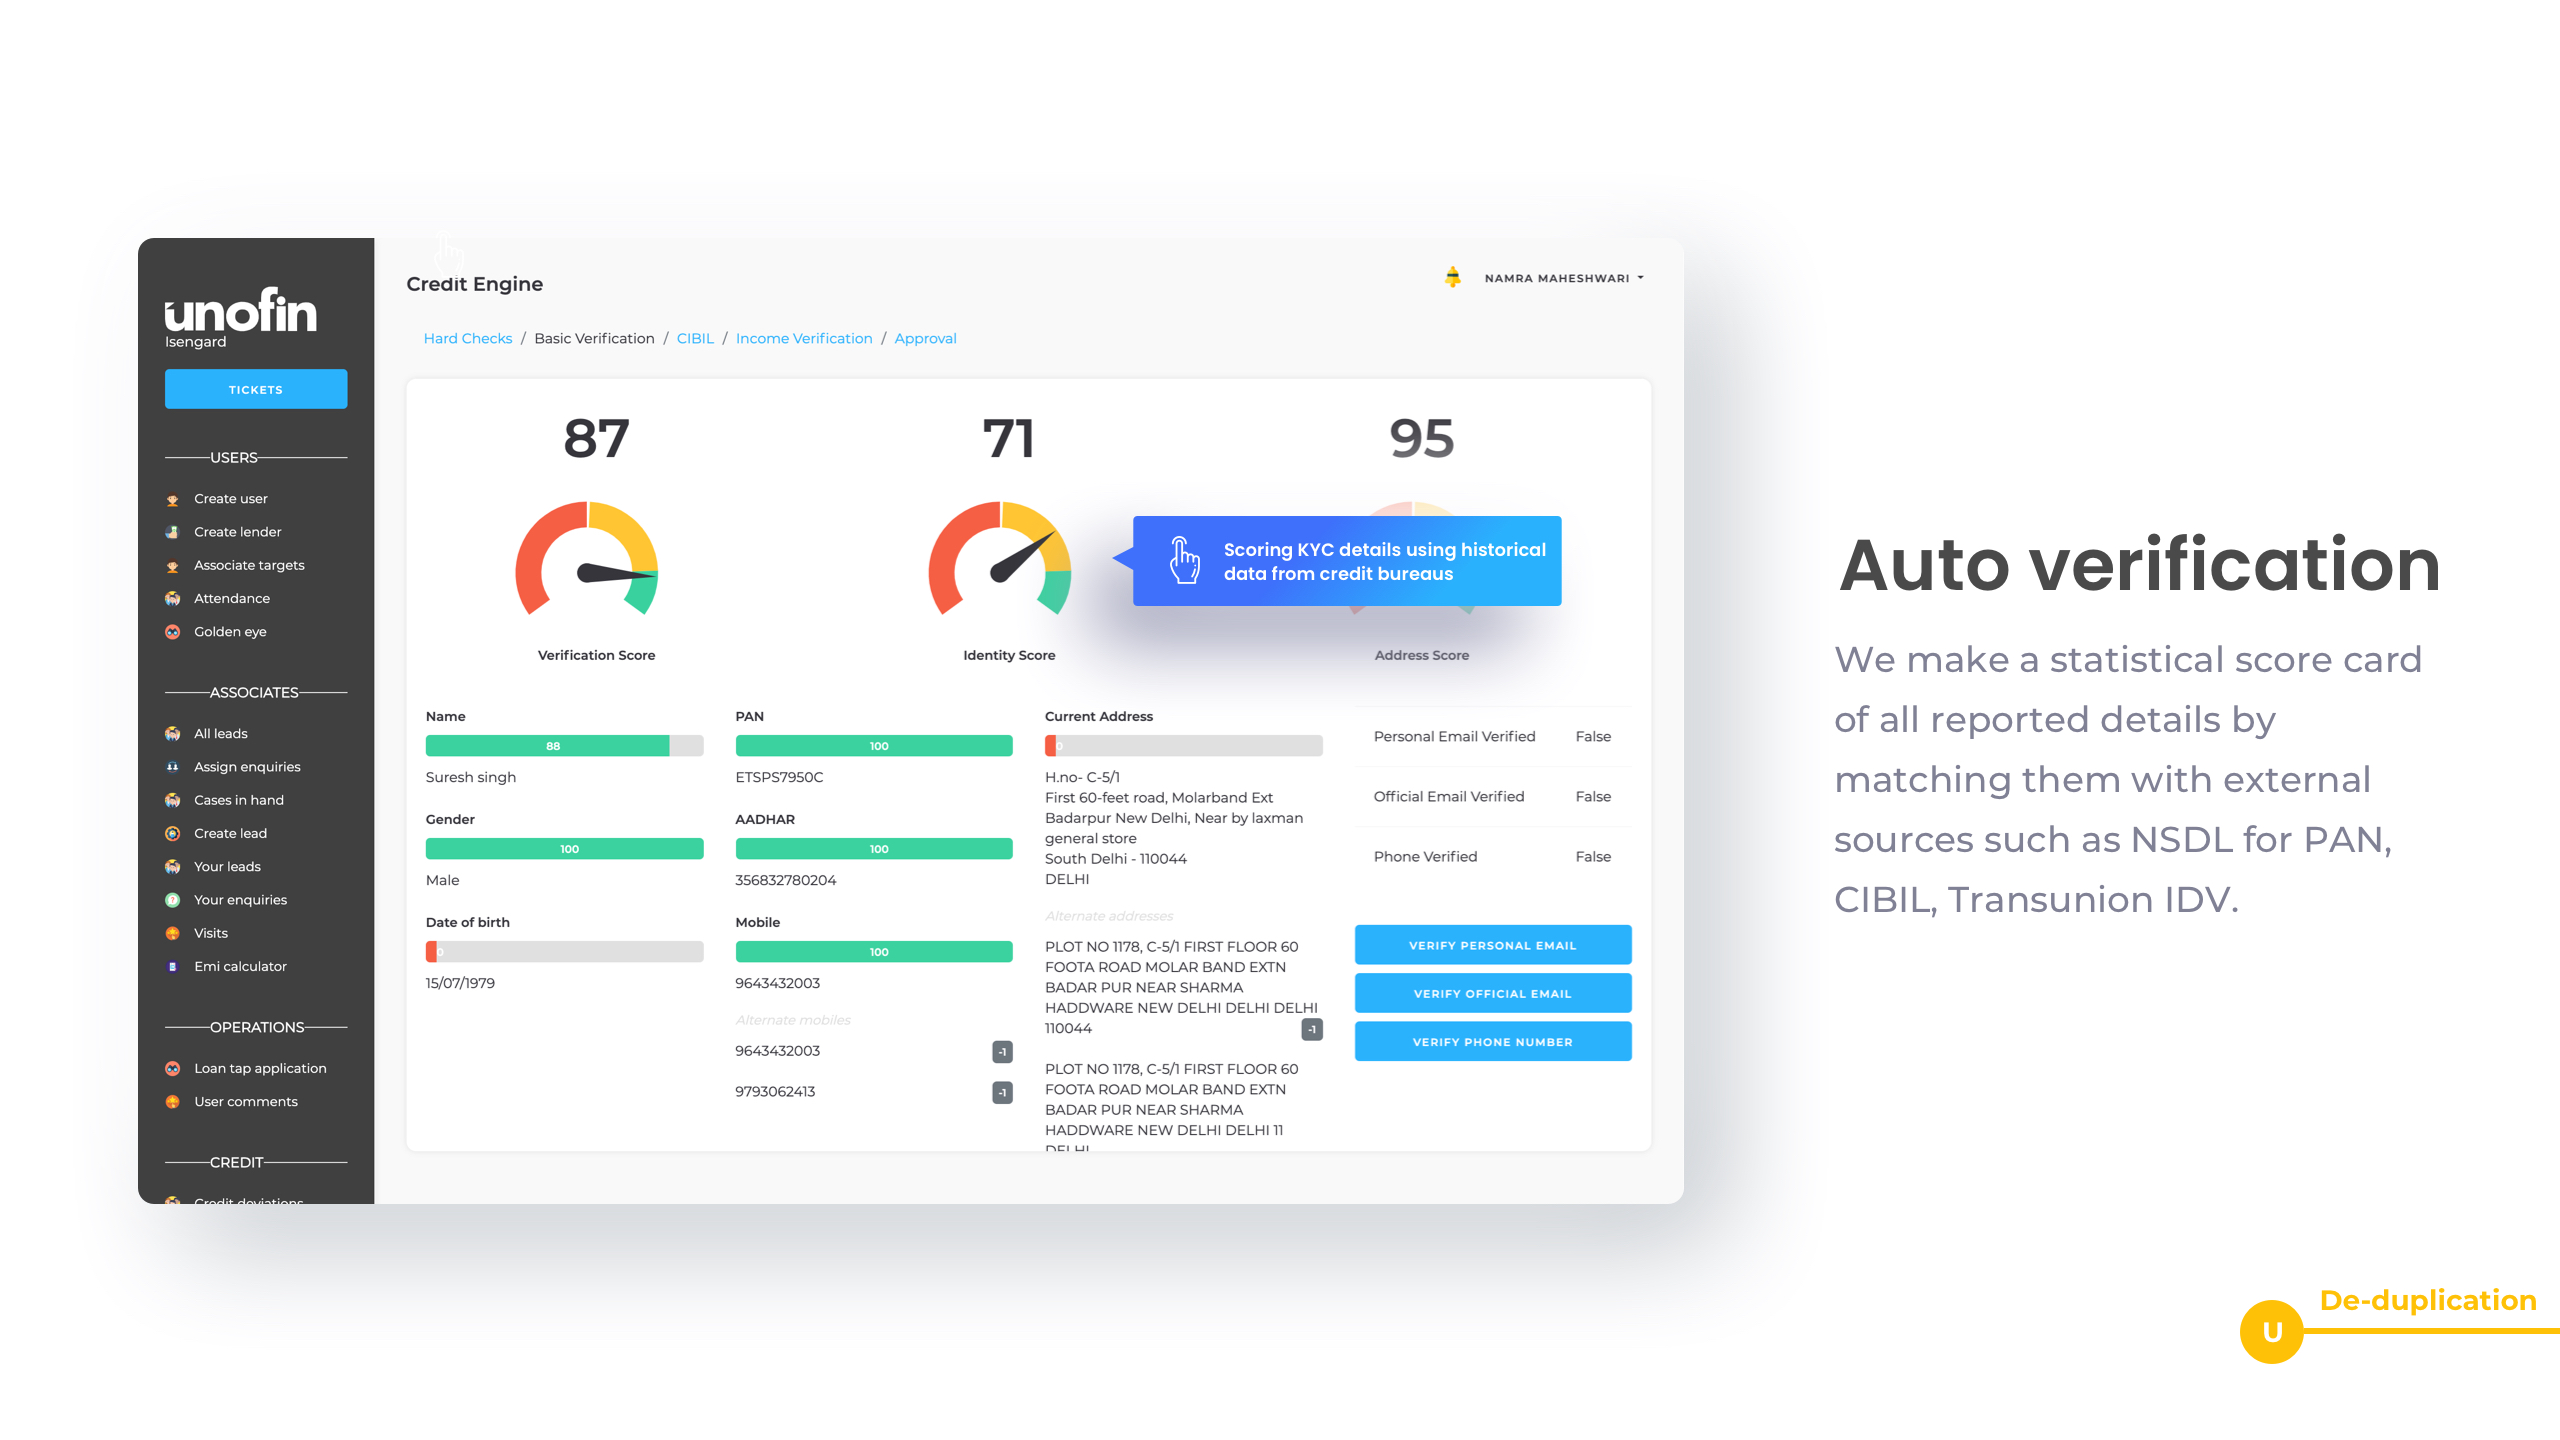 unofin
Isengard
TICKETS
USERS
Create user
Create lender
Associate targets
Attendance
Golden eye
ASSOCIATES
All leads
Assign enquiries
Cases in hand
Create lead
Your leads
Your enquiries
Visits
Emi calculator
OPERATIONS
Loan tap application
User comments
CREDIT
Credit deviations
Credit Engine
NAMRA MAHESHWARI
Hard Checks / Basic Verification / CIBIL / Income Verification / Approval
87
71
95
Scoring KYC details using historical
data from credit bureaus
Verification Score
Identity Score
Address Score
Name
88
Suresh singh
Gender
100
Male
Date of birth
0
15/07/1979
PAN
100
ETSPS7950C
AADHAR
100
356832780204
Mobile
100
9643432003
Alternate mobiles
9643432003
-1
9793062413
-1
Current Address
0
H.no- C-5/1
First 60-feet road, Molarband Ext
Badarpur New Delhi, Near by laxman
general store
South Delhi - 110044
DELHI
Alternate addresses
PLOT NO 1178, C-5/1 FIRST FLOOR 60
FOOTA ROAD MOLAR BAND EXTN
BADAR PUR NEAR SHARMA
HADDWARE NEW DELHI DELHI DELHI
110044
-1
PLOT NO 1178, C-5/1 FIRST FLOOR 60
FOOTA ROAD MOLAR BAND EXTN
BADAR PUR NEAR SHARMA
HADDWARE NEW DELHI DELHI 11
DELHI
Personal Email Verified False
Official Email Verified False
Phone Verified False
VERIFY PERSONAL EMAIL
VERIFY OFFICIAL EMAIL
VERIFY PHONE NUMBER
Auto verification
We make a statistical score card
of all reported details by
matching them with external
sources such as NSDL for PAN,
CIBIL, Transunion IDV.
De-duplication
U